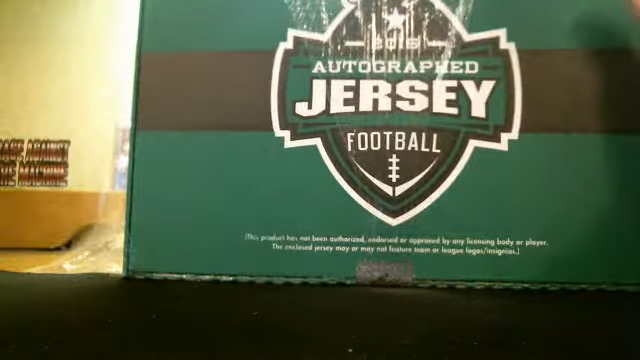 2015
AUTOGRAPHED
JERSEY
FOOTBALL
(This product has not been authorized, endorsed or approved by any licensing body or player.
The enclosed jersey may or may not feature team or league logos/insignias.)